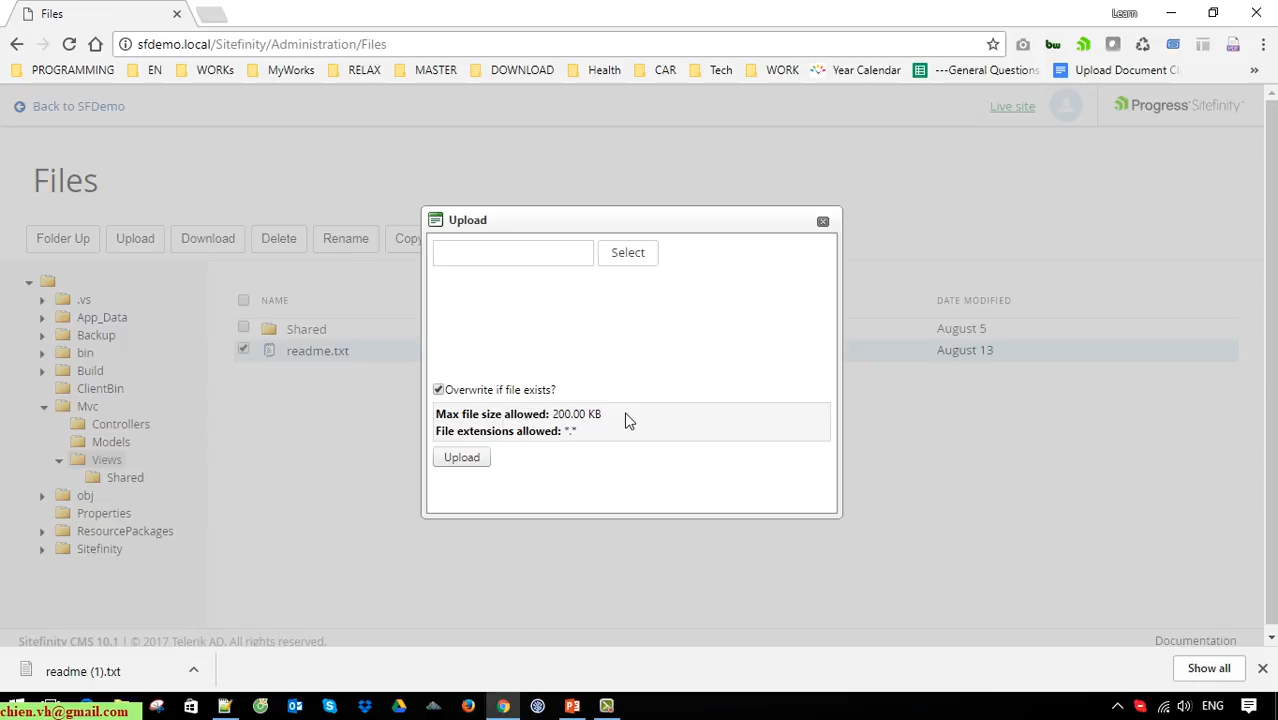 Files
Learn
sfdemo.local/Sitefinity/Administration/Files
PROGRAMMING EN WORKs MyWorks RELAX MASTER DOWNLOAD Health CAR Tech WORK Year Calendar ---General Questions Upload Document Cl »
Back to SFDemo
Live site
Progress Sitefinity
Files
Folder Up Upload Download Delete Rename Copy
Upload
Select
Overwrite if file exists?
Max file size allowed: 200.00 KB
File extensions allowed: *.*
Upload
.vs
App_Data
Backup
bin
Build
ClientBin
Mvc
Controllers
Models
Views
Shared
obj
Properties
ResourcePackages
Sitefinity
NAME DATE MODIFIED
Shared August 5
readme.txt August 13
Sitefinity CMS 10.1 | © 2017 Telerik AD. All rights reserved.
Documentation
readme (1).txt
Show all
chien.vh@gmail.com
ENG